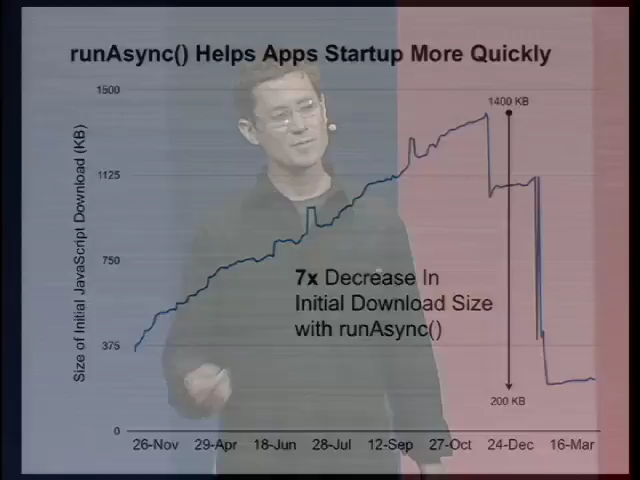 runAsync() Helps Apps Startup More Quickly
1500
1400 KB
1125
750
375
0
Size of Initial JavaScript Download (KB)
7x Decrease In
Initial Download Size
with runAsync()
200 KB
26-Nov 29-Apr 18-Jun 28-Jul 12-Sep 27-Oct 24-Dec 16-Mar